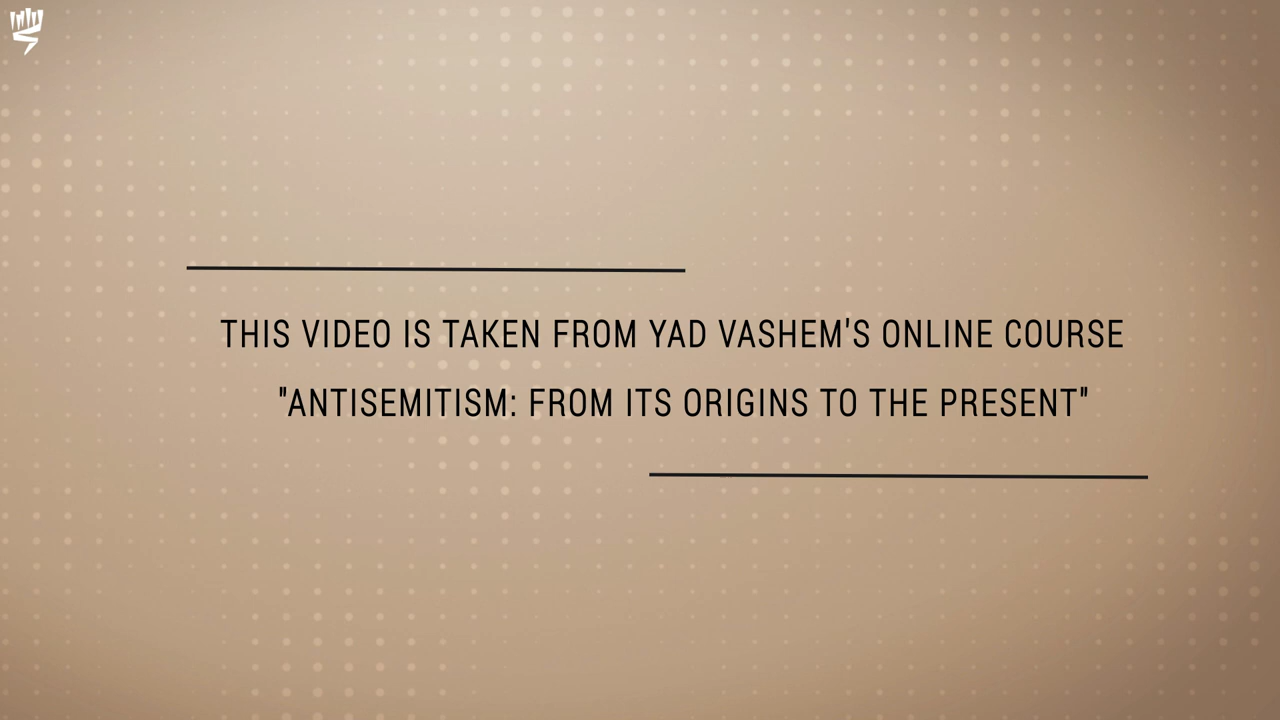 THIS VIDEO IS TAKEN FROM YAD VASHEM'S ONLINE COURSE
"ANTISEMITISM: FROM ITS ORIGINS TO THE PRESENT"